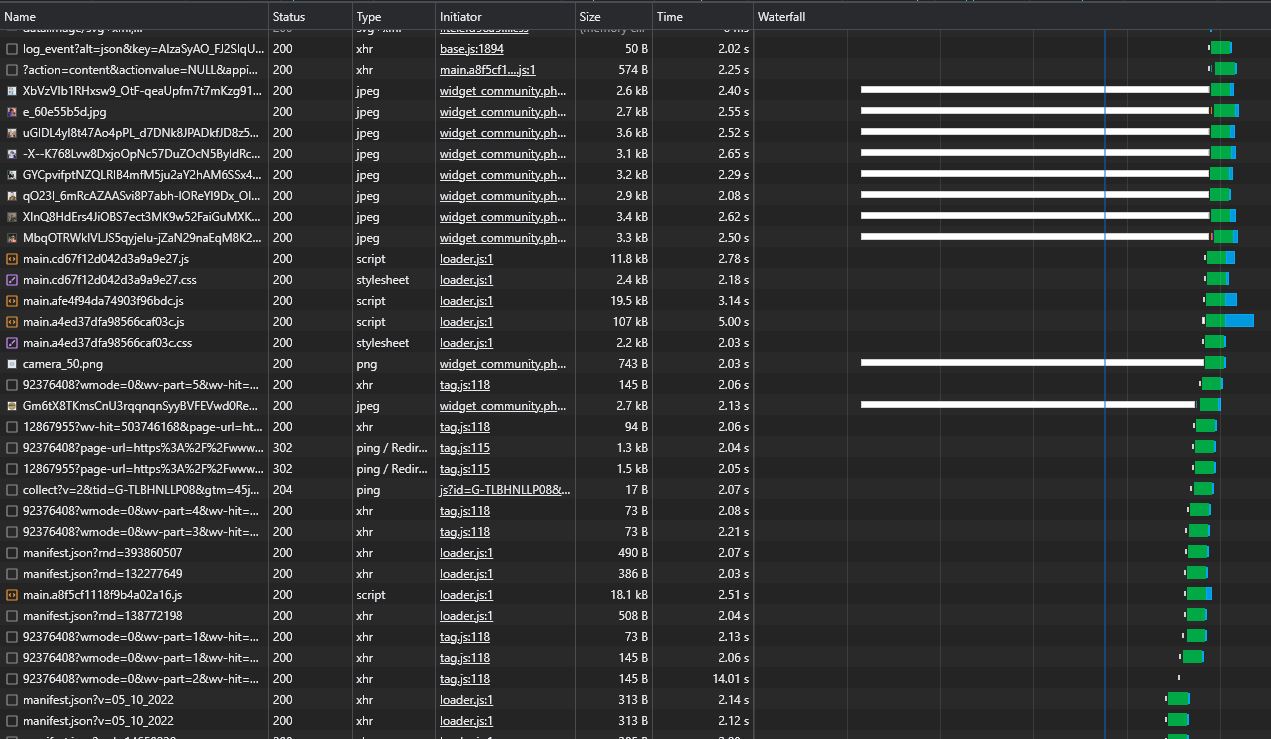 Name Status Type Initiator Size Time Waterfall
log_event?alt=json&key=AIzaSyAO_FJ2SlqU... 200 xhr base.js:1894 50 B 2.02 s
?action=content&actionvalue=NULL&appi... 200 xhr main.a8f5cf1....js:1 574 B 2.25 s
XbVzVIb1RHxsw9_OtF-qeaUpfm7t7mKzg91... 200 jpeg widget_community.ph... 2.6 kB 2.40 s
e_60e55b5d.jpg 200 jpeg widget_community.ph... 2.7 kB 2.55 s
uGIDL4yI8t47Ao4pPL_d7DNk8JPADkfJD8z5... 200 jpeg widget_community.ph... 3.6 kB 2.52 s
-X--K768Lvw8DxjoOpNc57DuZOcN5ByldRc... 200 jpeg widget_community.ph... 3.1 kB 2.65 s
GYCpvifptNZQLRlB4mfM5ju2aY2hAM6SSx4... 200 jpeg widget_community.ph... 3.2 kB 2.29 s
qO23l_6mRcAZAASvi8P7abh-IOReYI9Dx_Ol... 200 jpeg widget_community.ph... 2.9 kB 2.08 s
XlnQ8HdErs4JiOBS7ect3MK9w52FaiGuMXK... 200 jpeg widget_community.ph... 3.4 kB 2.62 s
MbqOTRWkIVLJS5qyjelu-jZaN29naEqM8K2... 200 jpeg widget_community.ph... 3.3 kB 2.50 s
main.cd67f12d042d3a9a9e27.js 200 script loader.js:1 11.8 kB 2.78 s
main.cd67f12d042d3a9a9e27.css 200 stylesheet loader.js:1 2.4 kB 2.18 s
main.afe4f94da74903f96bdc.js 200 script loader.js:1 19.5 kB 3.14 s
main.a4ed37dfa98566caf03c.js 200 script loader.js:1 107 kB 5.00 s
main.a4ed37dfa98566caf03c.css 200 stylesheet loader.js:1 2.2 kB 2.03 s
camera_50.png 200 png widget_community.ph... 743 B 2.03 s
92376408?wmode=0&wv-part=5&wv-hit=... 200 xhr tag.js:118 145 B 2.06 s
Gm6tX8TKmsCnU3rqqnqnSyyBVFEVwd0Re... 200 jpeg widget_community.ph... 2.7 kB 2.13 s
12867955?wv-hit=503746168&page-url=ht... 200 xhr tag.js:118 94 B 2.06 s
92376408?page-url=https%3A%2F%2Fwww... 302 ping / Redir... tag.js:115 1.3 kB 2.04 s
12867955?page-url=https%3A%2F%2Fwww... 302 ping / Redir... tag.js:115 1.5 kB 2.05 s
collect?v=2&tid=G-TLBHNLLP08&gtm=45j... 204 ping js?id=G-TLBHNLLP08&... 17 B 2.07 s
92376408?wmode=0&wv-part=4&wv-hit=... 200 xhr tag.js:118 73 B 2.08 s
92376408?wmode=0&wv-part=3&wv-hit=... 200 xhr tag.js:118 73 B 2.21 s
manifest.json?rnd=393860507 200 xhr loader.js:1 490 B 2.07 s
manifest.json?rnd=132277649 200 xhr loader.js:1 386 B 2.03 s
main.a8f5cf1118f9b4a02a16.js 200 script loader.js:1 18.1 kB 2.51 s
manifest.json?rnd=138772198 200 xhr loader.js:1 508 B 2.04 s
92376408?wmode=0&wv-part=1&wv-hit=... 200 xhr tag.js:118 73 B 2.13 s
92376408?wmode=0&wv-part=1&wv-hit=... 200 xhr tag.js:118 145 B 2.06 s
92376408?wmode=0&wv-part=2&wv-hit=... 200 xhr tag.js:118 145 B 14.01 s
manifest.json?v=05_10_2022 200 xhr loader.js:1 313 B 2.14 s
manifest.json?v=05_10_2022 200 xhr loader.js:1 313 B 2.12 s